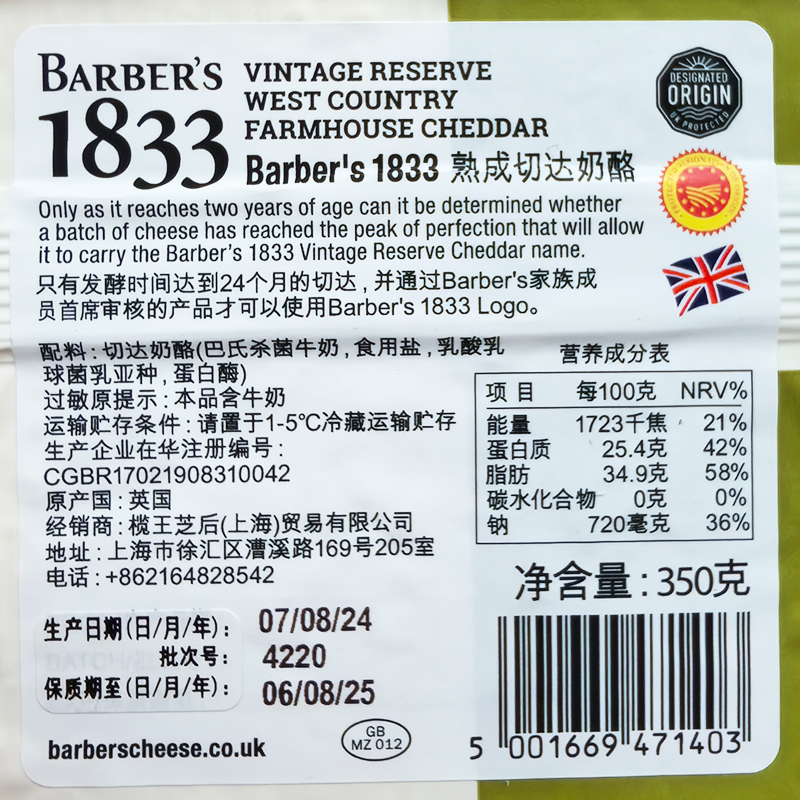 BARBER'S
1833
VINTAGE RESERVE
WEST COUNTRY
FARMHOUSE CHEDDAR
Barber's 1833 熟成切达奶酪
DESIGNATED
ORIGIN
UK PROTECTED
Only as it reaches two years of age can it be determined whether
a batch of cheese has reached the peak of perfection that will allow
it to carry the Barber's 1833 Vintage Reserve Cheddar name.
只有发酵时间达到24个月的切达，并通过Barber's家族成
员首席审核的产品才可以使用Barber's 1833 Logo。
配料：切达奶酪(巴氏杀菌牛奶，食用盐，乳酸乳
球菌乳亚种，蛋白酶)
过敏原提示：本品含牛奶
运输贮存条件：请置于1-5℃冷藏运输贮存
生产企业在华注册编号：
CGBR17021908310042
原产国：英国
经销商：榄王芝后(上海)贸易有限公司
地址：上海市徐汇区漕溪路169号205室
电话：+862164828542
营养成分表
项目 每100克 NRV%
能量 1723千焦 21%
蛋白质 25.4克 42%
脂肪 34.9克 58%
碳水化合物 0克 0%
钠 720毫克 36%
净含量：350克
生产日期(日/月/年)： 07/08/24
批次号： 4220
保质期至(日/月/年)： 06/08/25
barberscheese.co.uk
GB
MZ 012
5 001669 471403